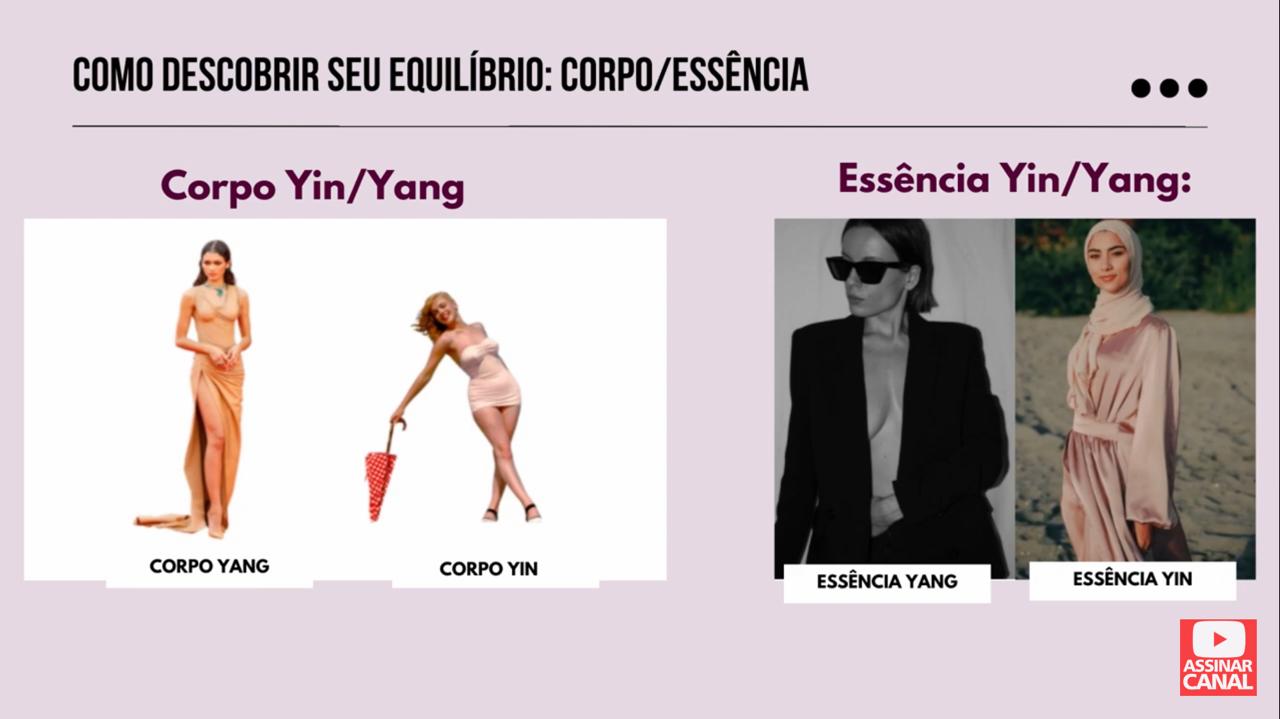 COMO DESCOBRIR SEU EQUILÍBRIO: CORPO/ESSÊNCIA
Corpo Yin/Yang
Essência Yin/Yang:
CORPO YANG
CORPO YIN
ESSÊNCIA YANG
ESSÊNCIA YIN
ASSINAR
CANAL